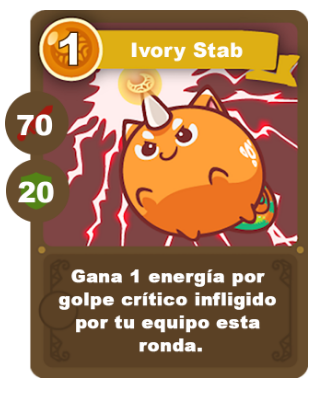 1
Ivory Stab
70
20
Gana 1 energía por
golpe crítico infligido
por tu equipo esta
ronda.